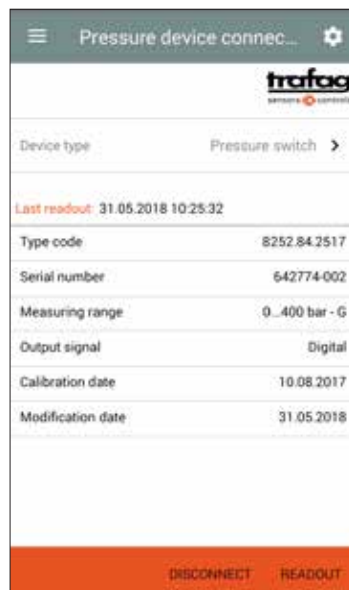 Pressure device connec...
trafag
sensors controls
Device type Pressure switch >
Last readout 31.05.2018 10:25:32
Type code 8252.84.2517
Serial number 642774-002
Measuring range 0...400 bar - G
Output signal Digital
Calibration date 10.08.2017
Modification date 31.05.2018
DISCONNECT READOUT